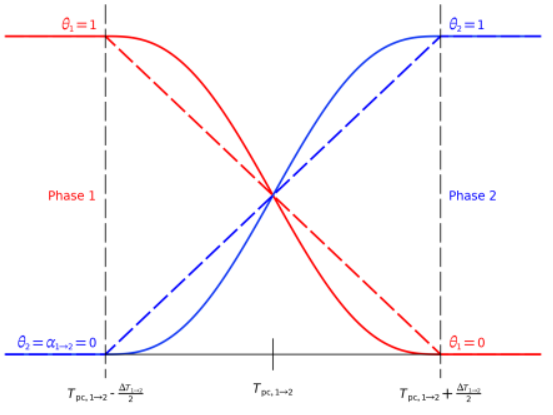 θ₁=1
θ₂=1
Phase 1
Phase 2
θ₂=α₁→₂=0
θ₁=0
T_pc, 1→2 - ΔT₁→₂/2
T_pc, 1→2
T_pc, 1→2 + ΔT₁→₂/2